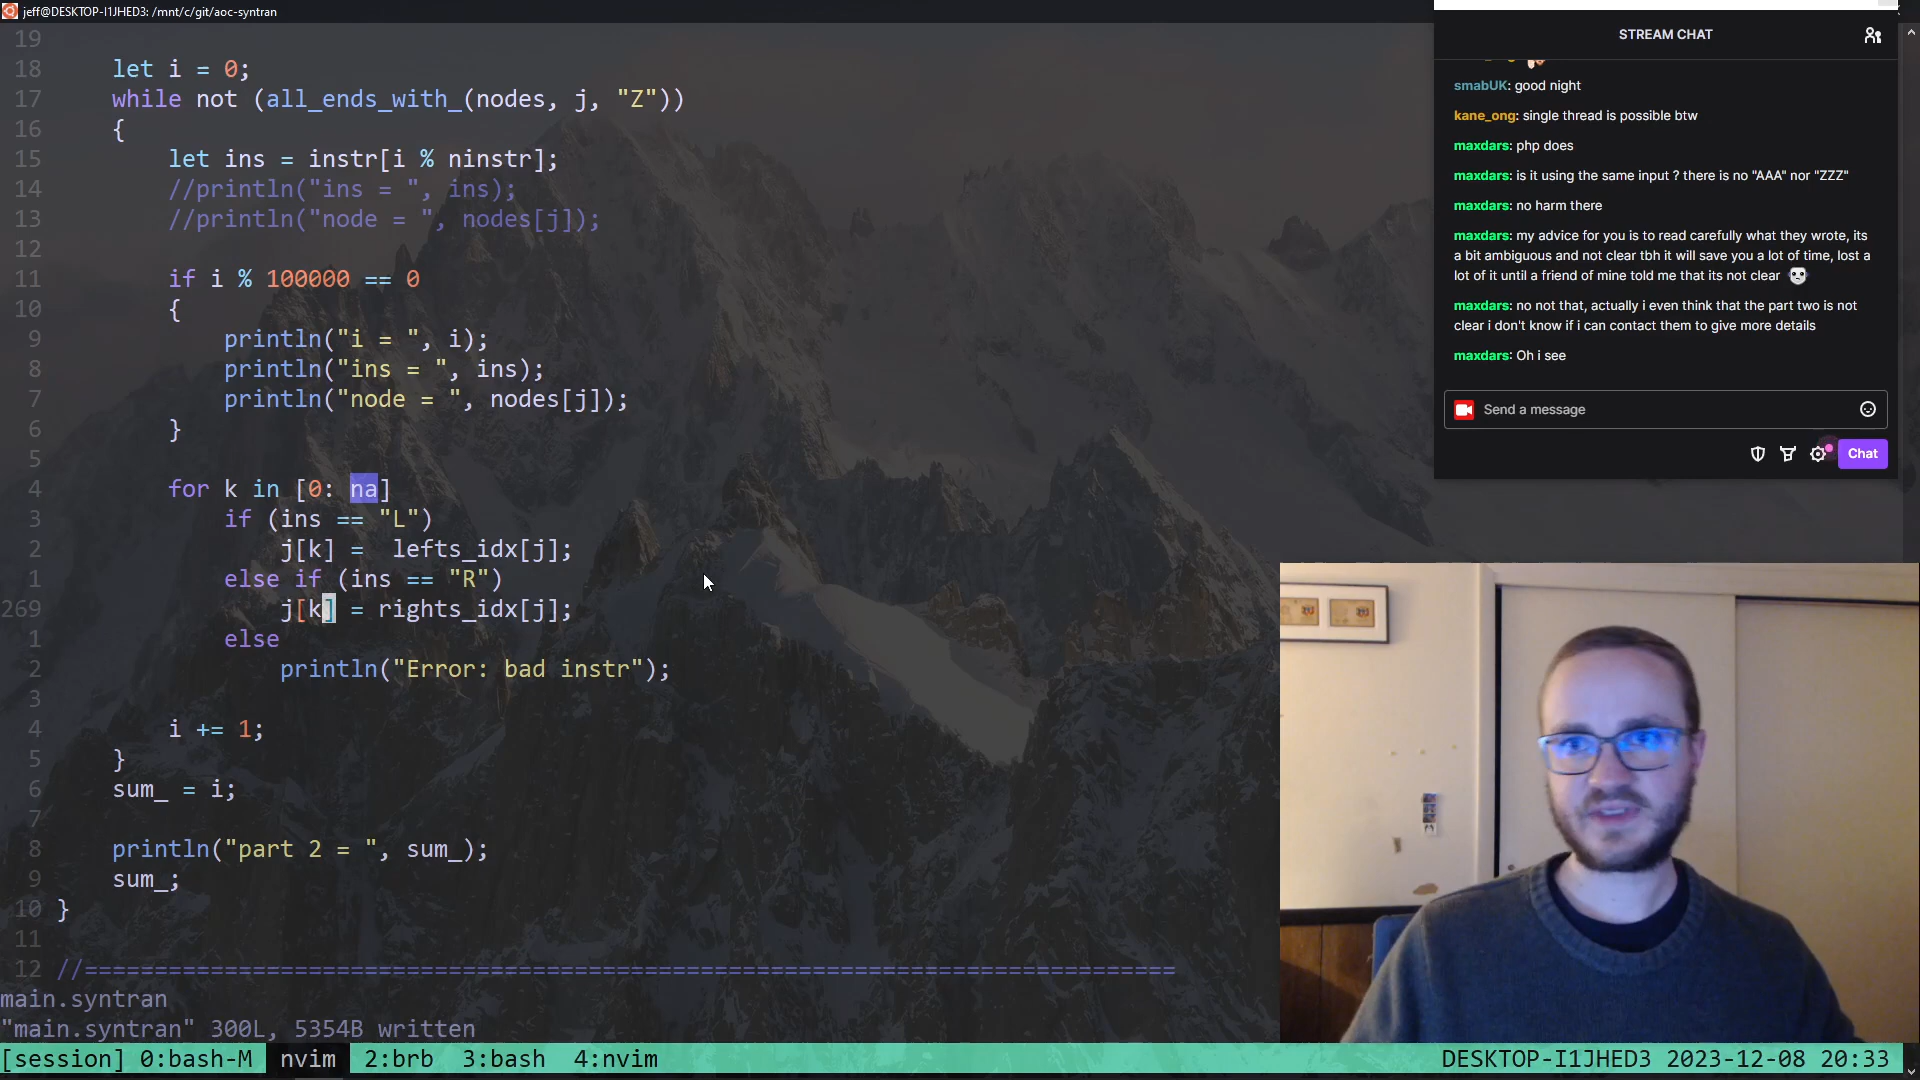 jeff@DESKTOP-I1JHED3: /mnt/c/git/aoc-syntran
19
18 let i = 0;
17 while not (all_ends_with_(nodes, j, "Z"))
16 {
15 let ins = instr[i % ninstr];
14 //println("ins = ", ins);
13 //println("node = ", nodes[j]);
12
11 if i % 100000 == 0
10 {
9 println("i = ", i);
8 println("ins = ", ins);
7 println("node = ", nodes[j]);
6 }
5
4 for k in [0: na]
3 if (ins == "L")
2 j[k] =  lefts_idx[j];
1 else if (ins == "R")
269 j[k] = rights_idx[j];
1 else
2 println("Error: bad instr");
3
4 i += 1;
5 }
6 sum_ = i;
7
8 println("part 2 = ", sum_);
9 sum_;
10 }
11
12 //==============================================================================
main.syntran
"main.syntran" 300L, 5354B written
[session] 0:bash-M nvim 2:brb 3:bash 4:nvim
DESKTOP-I1JHED3 2023-12-08 20:33
STREAM CHAT
smabUK: good night
kane_ong: single thread is possible btw
maxdars: php does
maxdars: is it using the same input ? there is no "AAA" nor "ZZZ"
maxdars: no harm there
maxdars: my advice for you is to read carefully what they wrote, its
a bit ambiguous and not clear tbh it will save you a lot of time, lost a
lot of it until a friend of mine told me that its not clear
maxdars: no not that, actually i even think that the part two is not
clear i don't know if i can contact them to give more details
maxdars: Oh i see
Send a message
Chat